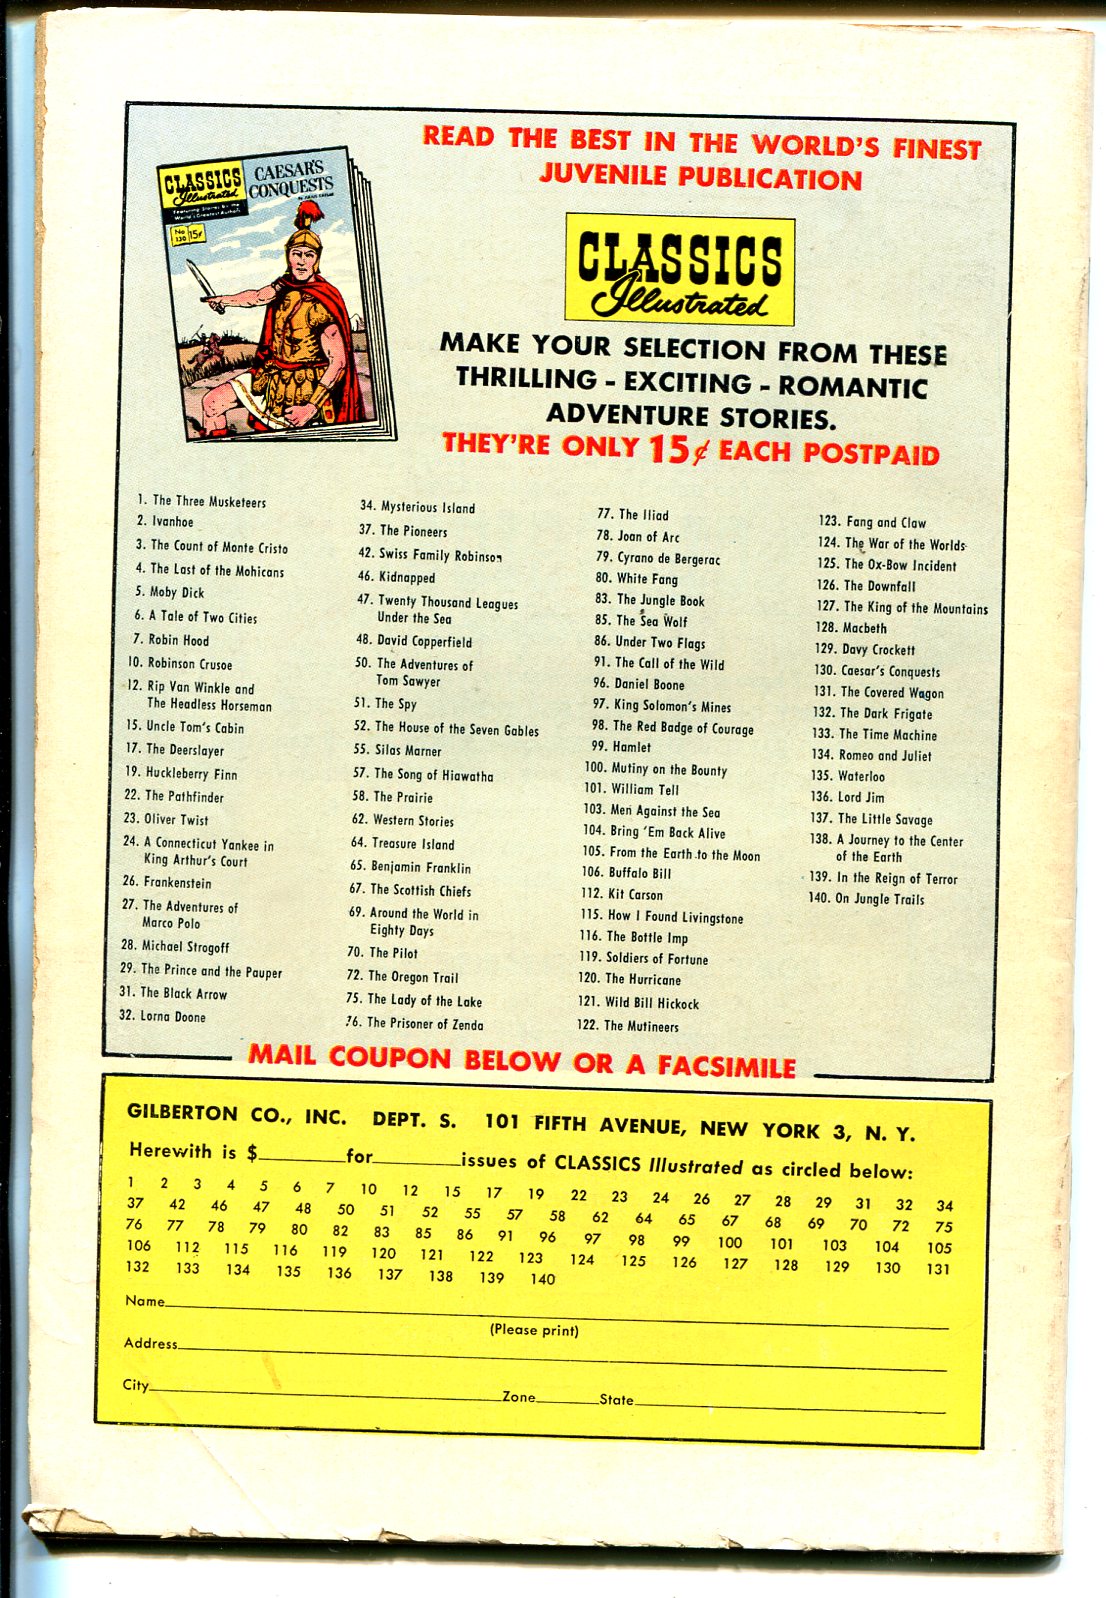 READ THE BEST IN THE WORLD'S FINEST
JUVENILE PUBLICATION
CLASSICS
Illustrated
CAESAR'S
CONQUESTS
Featuring Stories by the
World's Greatest Authors
No
130
15¢
CLASSICS
Illustrated
MAKE YOUR SELECTION FROM THESE
THRILLING - EXCITING - ROMANTIC
ADVENTURE STORIES.
THEY'RE ONLY 15¢ EACH POSTPAID
1. The Three Musketeers
2. Ivanhoe
3. The Count of Monte Cristo
4. The Last of the Mohicans
5. Moby Dick
6. A Tale of Two Cities
7. Robin Hood
10. Robinson Crusoe
12. Rip Van Winkle and
The Headless Horseman
15. Uncle Tom's Cabin
17. The Deerslayer
19. Huckleberry Finn
22. The Pathfinder
23. Oliver Twist
24. A Connecticut Yankee in
King Arthur's Court
26. Frankenstein
27. The Adventures of
Marco Polo
28. Michael Strogoff
29. The Prince and the Pauper
31. The Black Arrow
32. Lorna Doone
34. Mysterious Island
37. The Pioneers
42. Swiss Family Robinson
46. Kidnapped
47. Twenty Thousand Leagues
Under the Sea
48. David Copperfield
50. The Adventures of
Tom Sawyer
51. The Spy
52. The House of the Seven Gables
55. Silas Marner
57. The Song of Hiawatha
58. The Prairie
62. Western Stories
64. Treasure Island
65. Benjamin Franklin
67. The Scottish Chiefs
69. Around the World in
Eighty Days
70. The Pilot
72. The Oregon Trail
75. The Lady of the Lake
76. The Prisoner of Zenda
77. The Iliad
78. Joan of Arc
79. Cyrano de Bergerac
80. White Fang
83. The Jungle Book
85. The Sea Wolf
86. Under Two Flags
91. The Call of the Wild
96. Daniel Boone
97. King Solomon's Mines
98. The Red Badge of Courage
99. Hamlet
100. Mutiny on the Bounty
101. William Tell
103. Men Against the Sea
104. Bring 'Em Back Alive
105. From the Earth to the Moon
106. Buffalo Bill
112. Kit Carson
115. How I Found Livingstone
116. The Bottle Imp
119. Soldiers of Fortune
120. The Hurricane
121. Wild Bill Hickock
122. The Mutineers
123. Fang and Claw
124. The War of the Worlds
125. The Ox-Bow Incident
126. The Downfall
127. The King of the Mountains
128. Macbeth
129. Davy Crockett
130. Caesar's Conquests
131. The Covered Wagon
132. The Dark Frigate
133. The Time Machine
134. Romeo and Juliet
135. Waterloo
136. Lord Jim
137. The Little Savage
138. A Journey to the Center
of the Earth
139. In the Reign of Terror
140. On Jungle Trails
MAIL COUPON BELOW OR A FACSIMILE
GILBERTON CO., INC. DEPT. S. 101 FIFTH AVENUE, NEW YORK 3, N. Y.
Herewith is $ for issues of CLASSICS Illustrated as circled below:
1 2 3 4 5 6 7 10 12 15 17 19 22 23 24 26 27 28 29 31 32 34
37 42 46 47 48 50 51 52 55 57 58 62 64 65 67 68 69 70 72 75
76 77 78 79 80 82 83 85 86 91 96 97 98 99 100 101 103 104 105
106 112 115 116 119 120 121 122 123 124 125 126 127 128 129 130 131
132 133 134 135 136 137 138 139 140
Name
(Please print)
Address
City Zone State